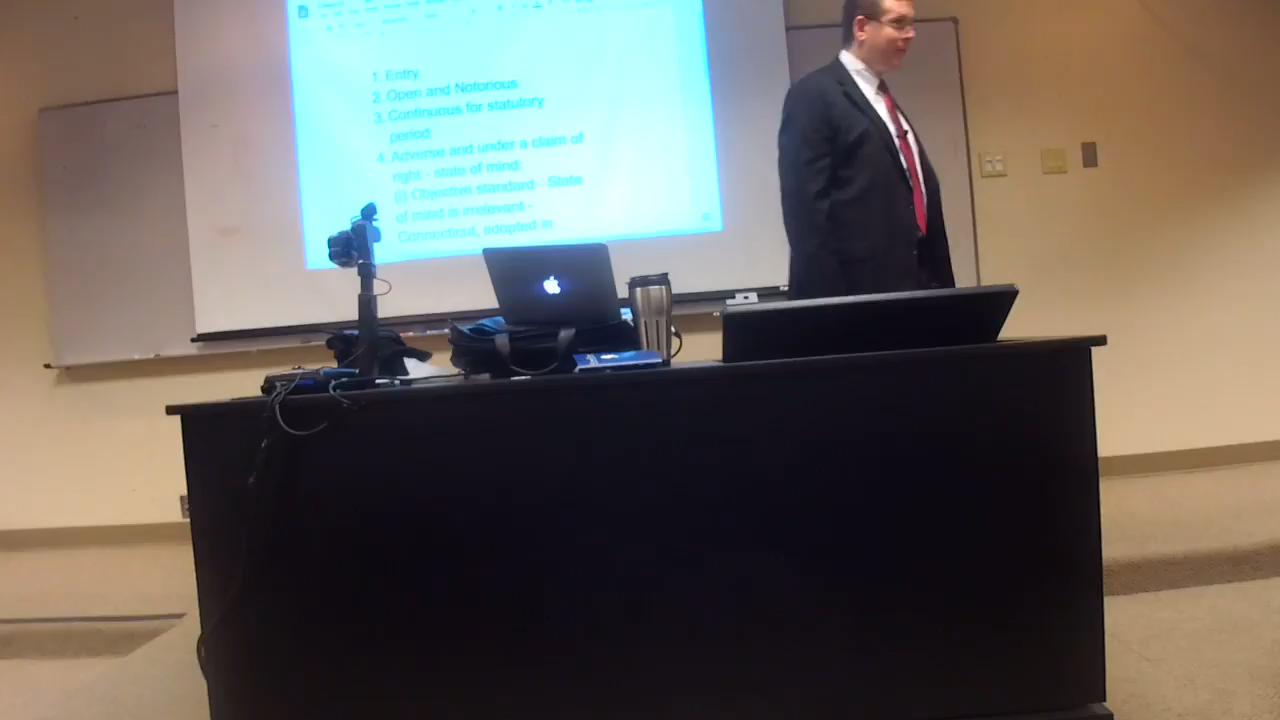 1. Entry
2. Open and Notorious
3. Continuous for statutory
period
4. Adverse and under a claim of
right - state of mind:
(i) Objective standard - State
of mind is irrelevant -
Connecticut, adopted in